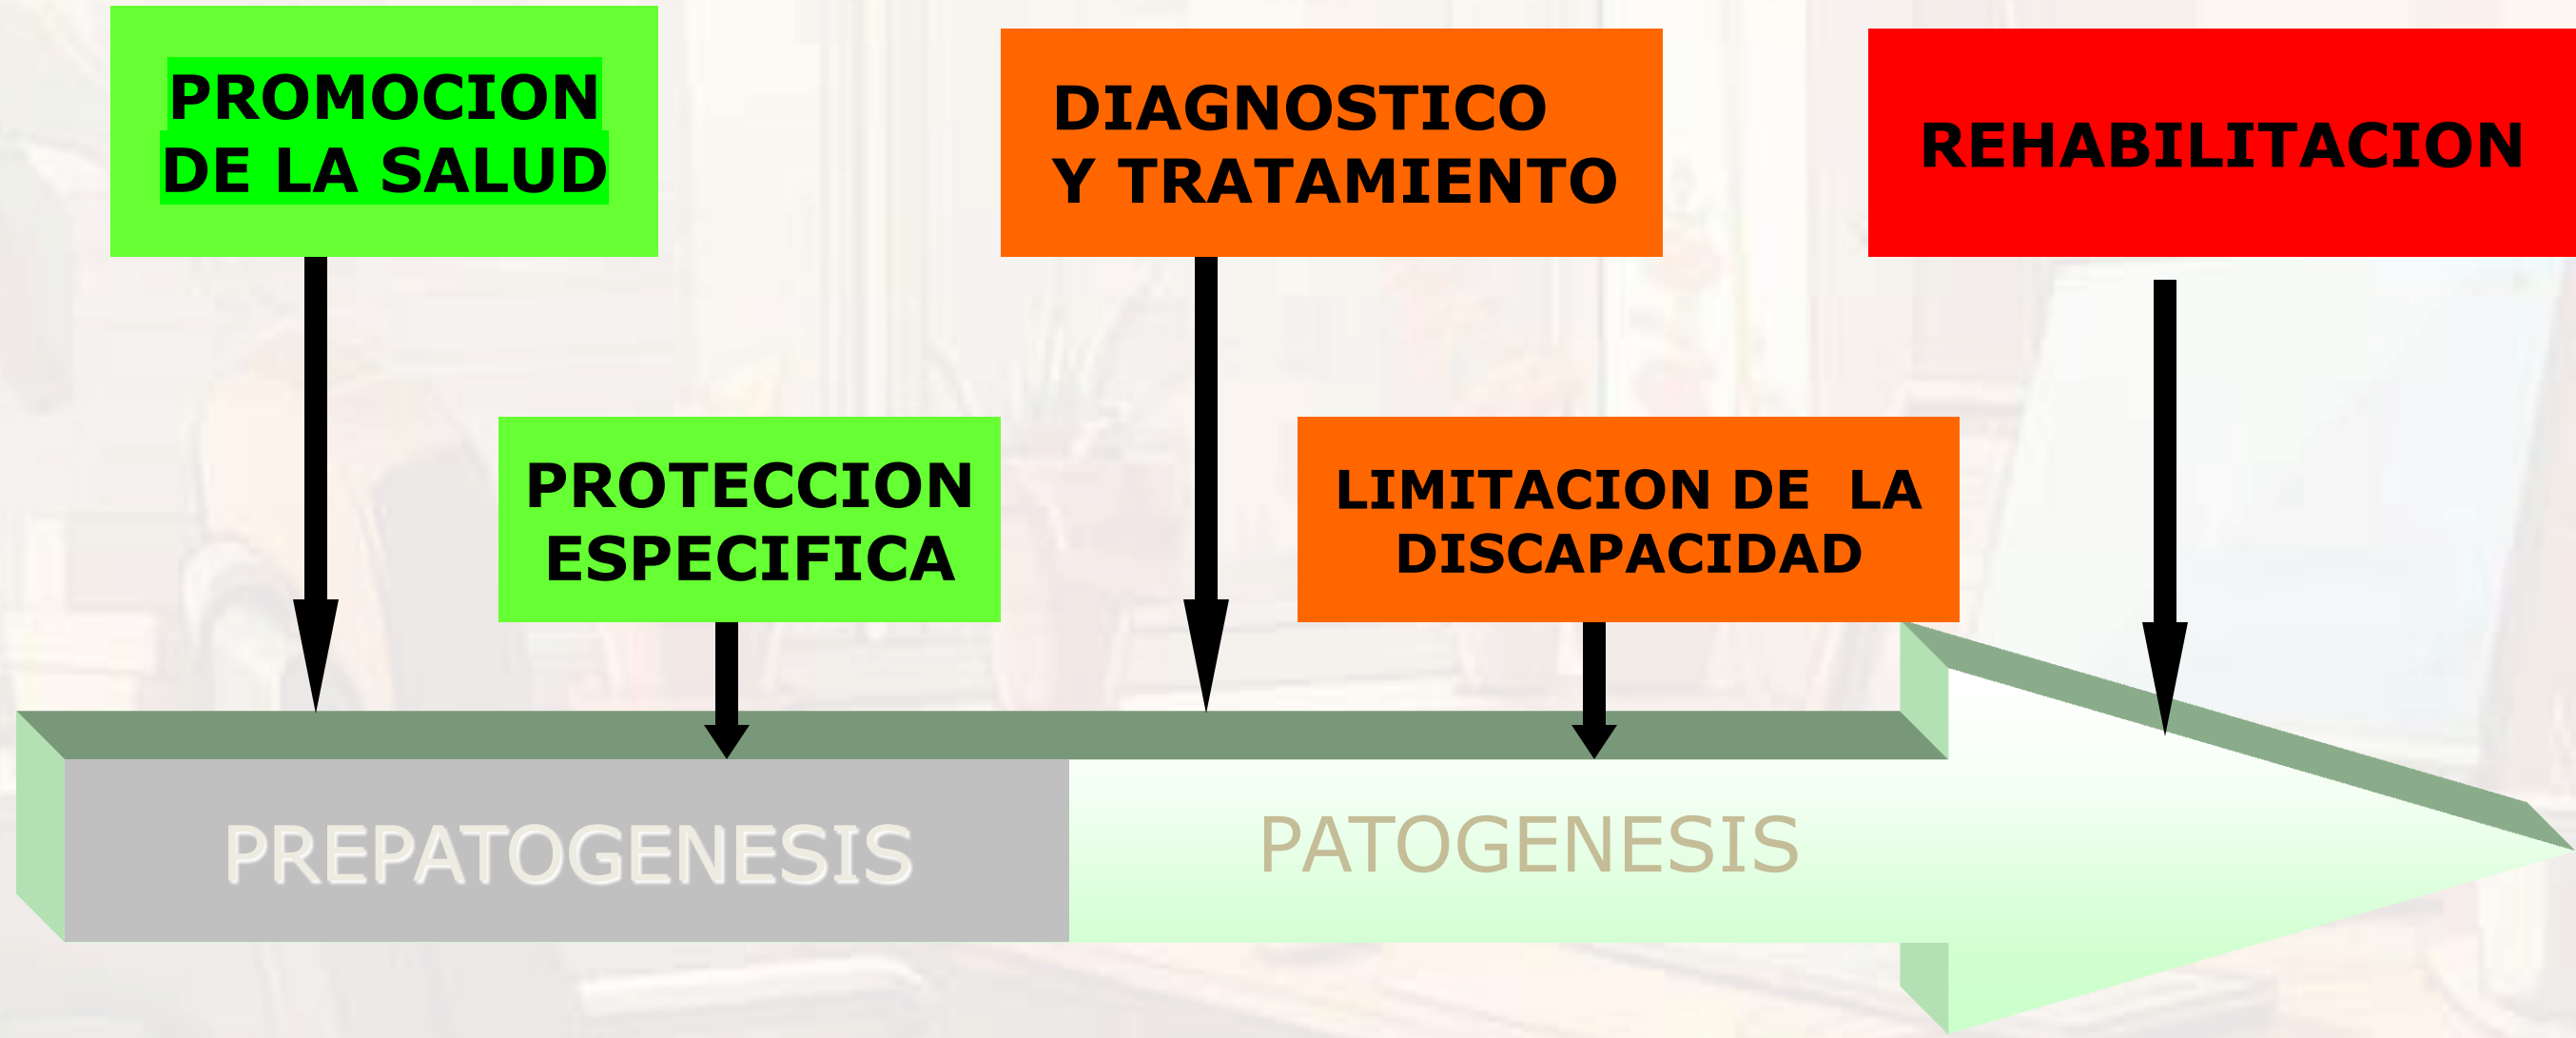 PROMOCION
DE LA SALUD
DIAGNOSTICO
Y TRATAMIENTO
REHABILITACION
PROTECCION
ESPECIFICA
LIMITACION DE LA
DISCAPACIDAD
PREPATOGENESIS
PATOGENESIS